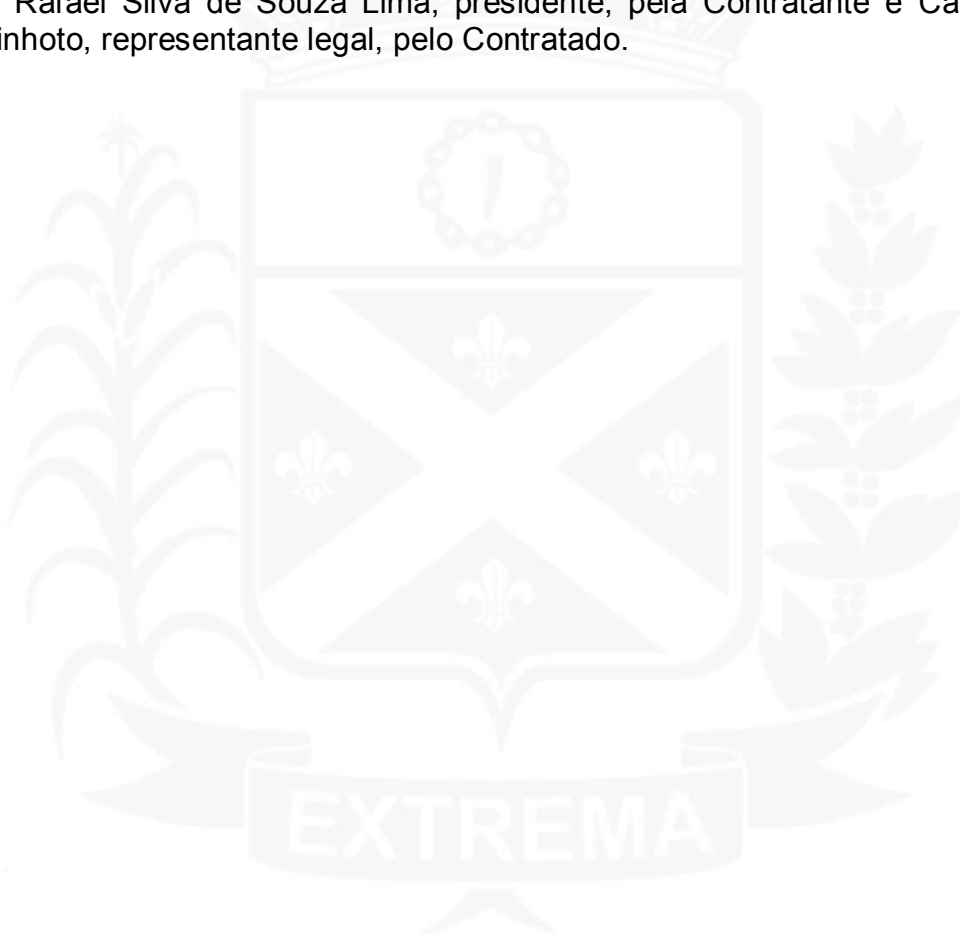 Rafael Silva de Souza Lima, presidente, pela Contratante e Ca
inhoto, representante legal, pelo Contratado.
EXTREMA